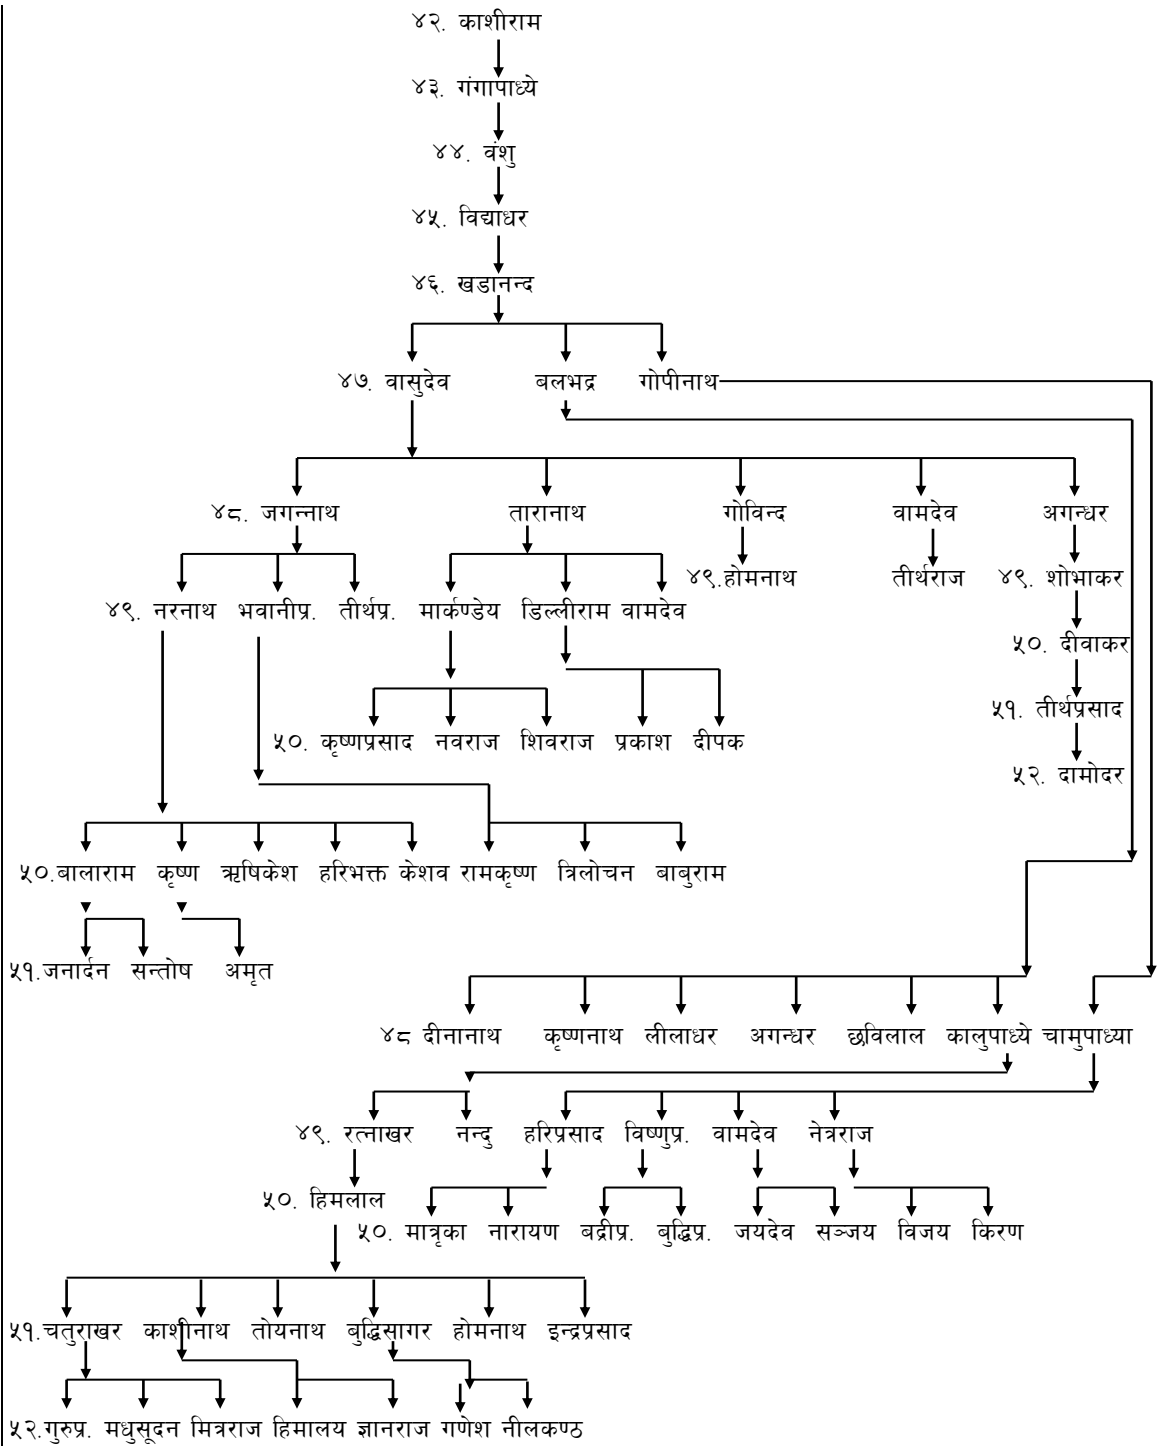 ४२. काशीराम
४३. गंगापाध्ये
४४. वंशु
४५. विद्याधर
४६. खडानन्द
४७. वासुदेव बलभद्र गोपीनाथ
४८. जगन्नाथ तारानाथ गोविन्द वामदेव अगन्धर
४९.होमनाथ तीर्थराज ४९. शोभाकर
४९. नरनाथ भवानीप्र. तीर्थप्र. मार्कण्डेय डिल्लीराम वामदेव
५०. दीवाकर
५१. तीर्थप्रसाद
५०. कृष्णप्रसाद नवराज शिवराज प्रकाश दीपक
५२. दामोदर
५०.बालाराम कृष्ण ऋषिकेश हरिभक्त केशव रामकृष्ण त्रिलोचन बाबुराम
५१.जनार्दन सन्तोष अमृत
४८ दीनानाथ कृष्णनाथ लीलाधर अगन्धर छविलाल कालुपाध्ये चामुपाध्या
४९. रत्नाखर नन्दु हरिप्रसाद विष्णुप्र. वामदेव नेत्रराज
५०. हिमलाल
५०. मात्रृका नारायण बद्रीप्र. बुद्धिप्र. जयदेव सञ्जय विजय किरण
५१.चतुराखर काशीनाथ तोयनाथ बुद्धिसागर होमनाथ इन्द्रप्रसाद
५२.गुरुप्र. मधुसूदन मित्रराज हिमालय ज्ञानराज गणेश नीलकण्ठ